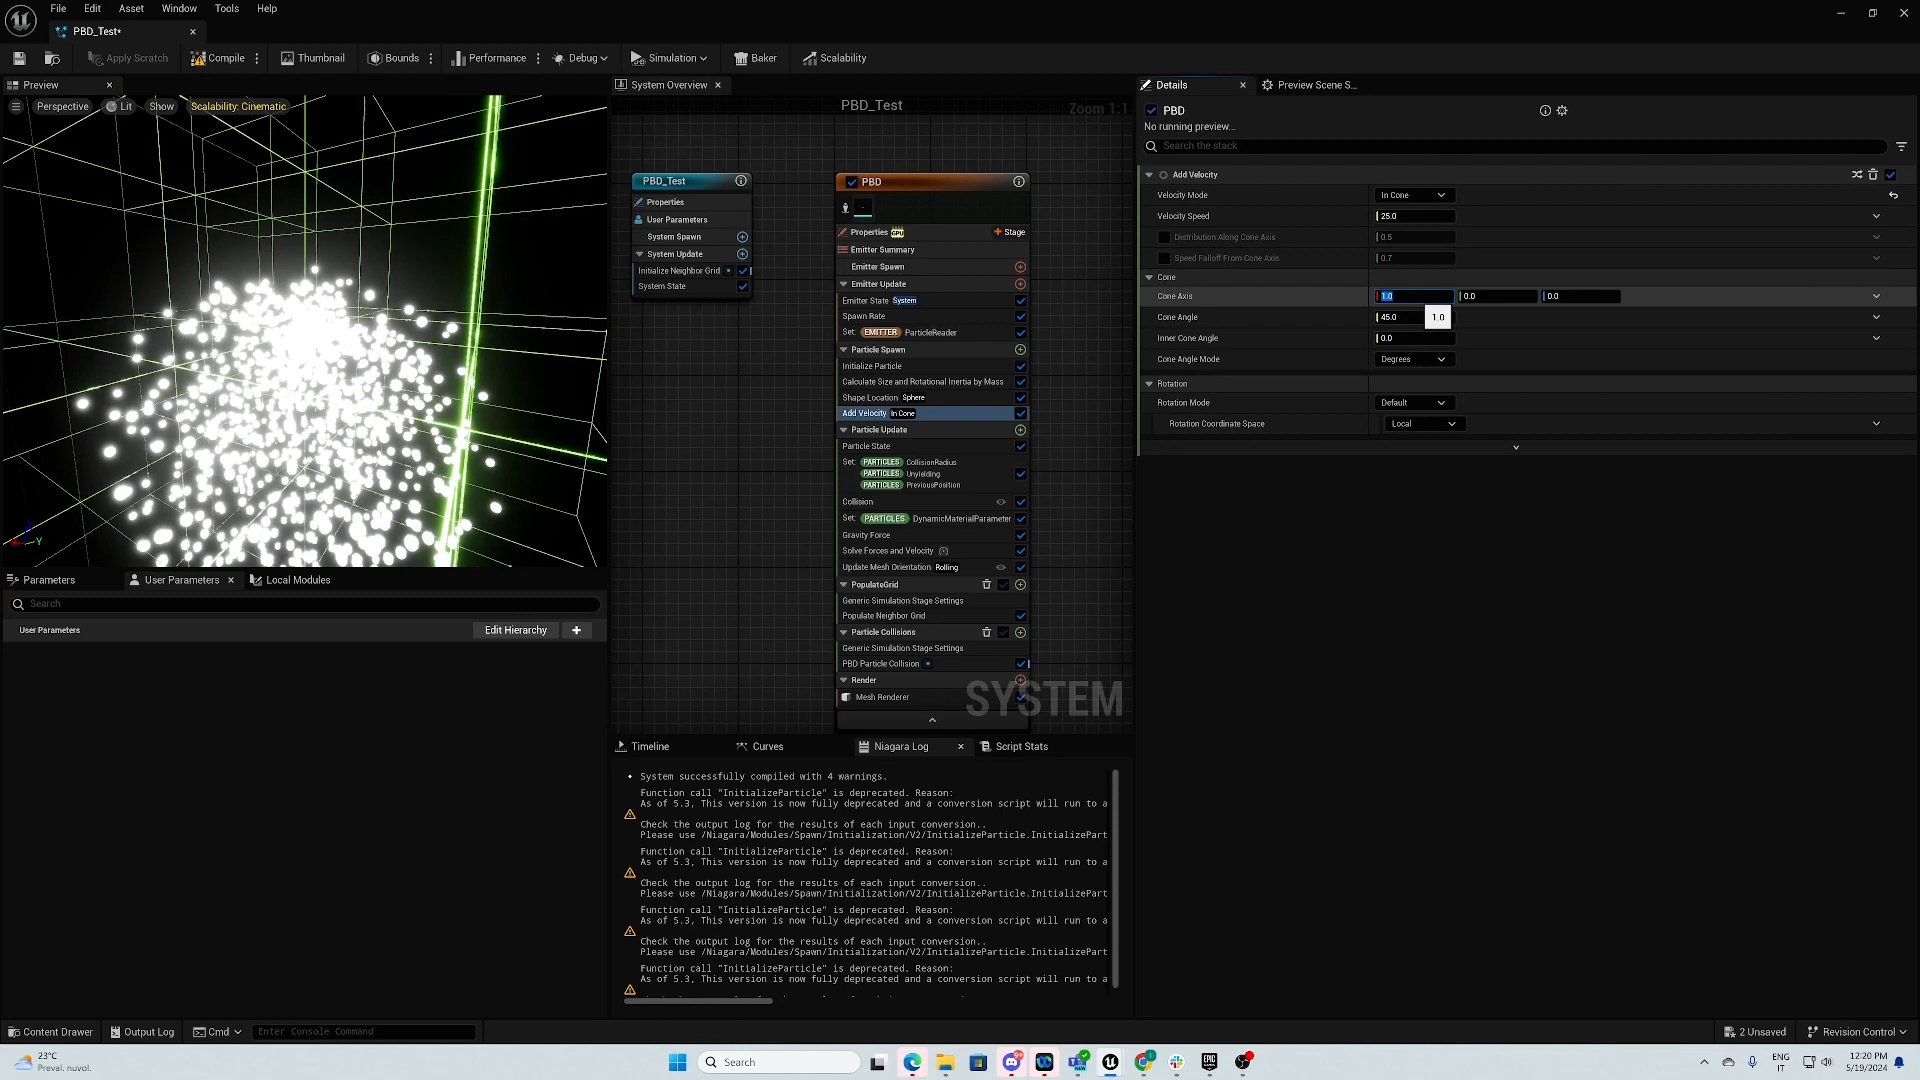 File Edit Asset Window Tools Help
PBD_Test*
Apply Scratch Compile Thumbnail Bounds Performance Debug Simulation Baker Scalability
Preview
Perspective Lit Show Scalability: Cinematic
Y
Parameters User Parameters Local Modules
Search
User Parameters Edit Hierarchy
System Overview
PBD_Test
Zoom 1:1
PBD_Test
Properties
User Parameters
System Spawn
System Update
Initialize Neighbor Grid
System State
PBD
Properties GPU Stage
Emitter Summary
Emitter Spawn
Emitter Update
Emitter State System
Spawn Rate
Set: EMITTER ParticleReader
Particle Spawn
Initialize Particle
Calculate Size and Rotational Inertia by Mass
Shape Location Sphere
Add Velocity In Cone
Particle Update
Particle State
Set: PARTICLES CollisionRadius
PARTICLES Unyielding
PARTICLES PreviousPosition
Collision
Set: PARTICLES DynamicMaterialParameter
Gravity Force
Solve Forces and Velocity
Update Mesh Orientation Rolling
PopulateGrid
Generic Simulation Stage Settings
Populate Neighbor Grid
Particle Collisions
Generic Simulation Stage Settings
PBD Particle Collision
Render
Mesh Renderer
SYSTEM
Timeline Curves Niagara Log Script Stats
System successfully compiled with 4 warnings.
Function call "InitializeParticle" is deprecated. Reason:
As of 5.3, This version is now fully deprecated and a conversion script will run to a
Check the output log for the results of each input conversion..
Please use /Niagara/Modules/Spawn/Initialization/V2/InitializeParticle.InitializePart
Function call "InitializeParticle" is deprecated. Reason:
As of 5.3, This version is now fully deprecated and a conversion script will run to a
Check the output log for the results of each input conversion..
Please use /Niagara/Modules/Spawn/Initialization/V2/InitializeParticle.InitializePart
Function call "InitializeParticle" is deprecated. Reason:
As of 5.3, This version is now fully deprecated and a conversion script will run to a
Check the output log for the results of each input conversion..
Please use /Niagara/Modules/Spawn/Initialization/V2/InitializeParticle.InitializePart
Function call "InitializeParticle" is deprecated. Reason:
As of 5.3, This version is now fully deprecated and a conversion script will run to a
Details Preview Scene S...
PBD
No running preview...
Search the stack
Add Velocity
Velocity Mode In Cone
Velocity Speed 25.0
Distribution Along Cone Axis 0.5
Speed Falloff From Cone Axis 0.7
Cone
Cone Axis 1.0 0.0 0.0
Cone Angle 45.0 1.0
Inner Cone Angle 0.0
Cone Angle Mode Degrees
Rotation
Rotation Mode Default
Rotation Coordinate Space Local
Content Drawer Output Log Cmd Enter Console Command 2 Unsaved Revision Control
23°C
Preval. nuvol.
Search
ENG
IT
12:20 PM
5/19/2024